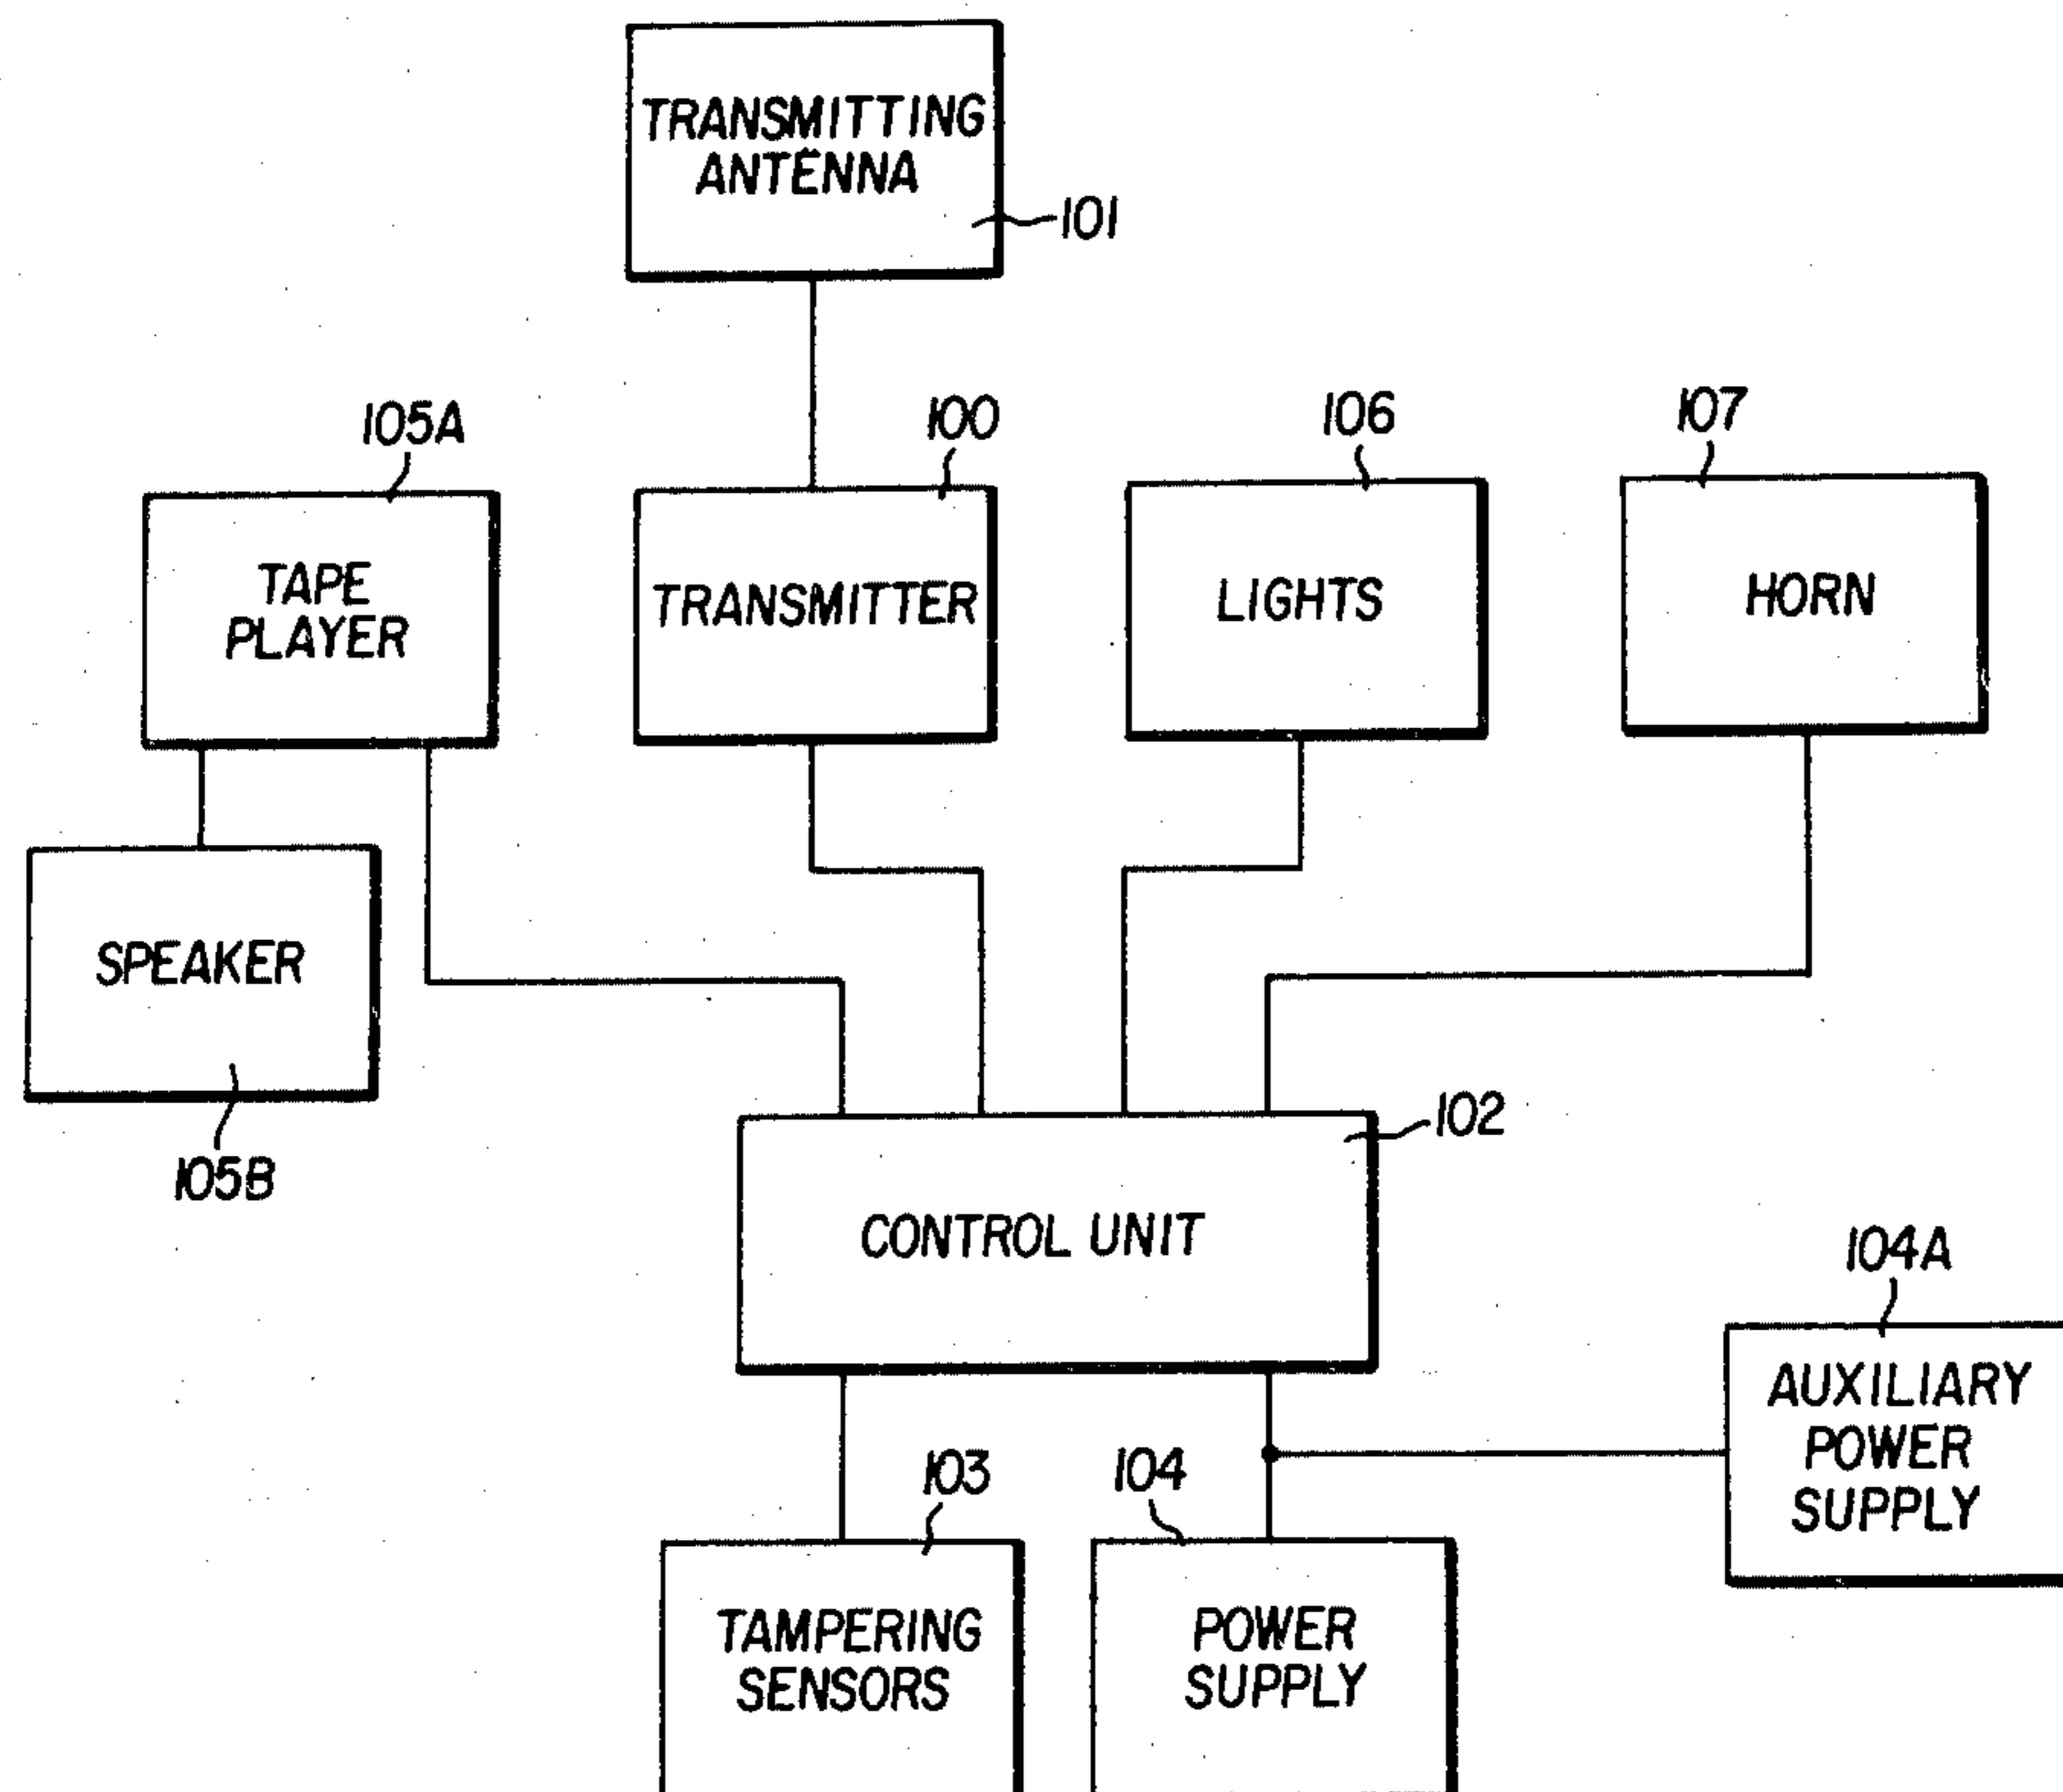 TRANSMITTING
ANTENNA
101
105A
100
106
107
TAPE
PLAYER
TRANSMITTER
LIGHTS
HORN
SPEAKER
105B
102
CONTROL UNIT
104A
AUXILIARY
POWER
SUPPLY
103
104
TAMPERING
SENSORS
POWER
SUPPLY